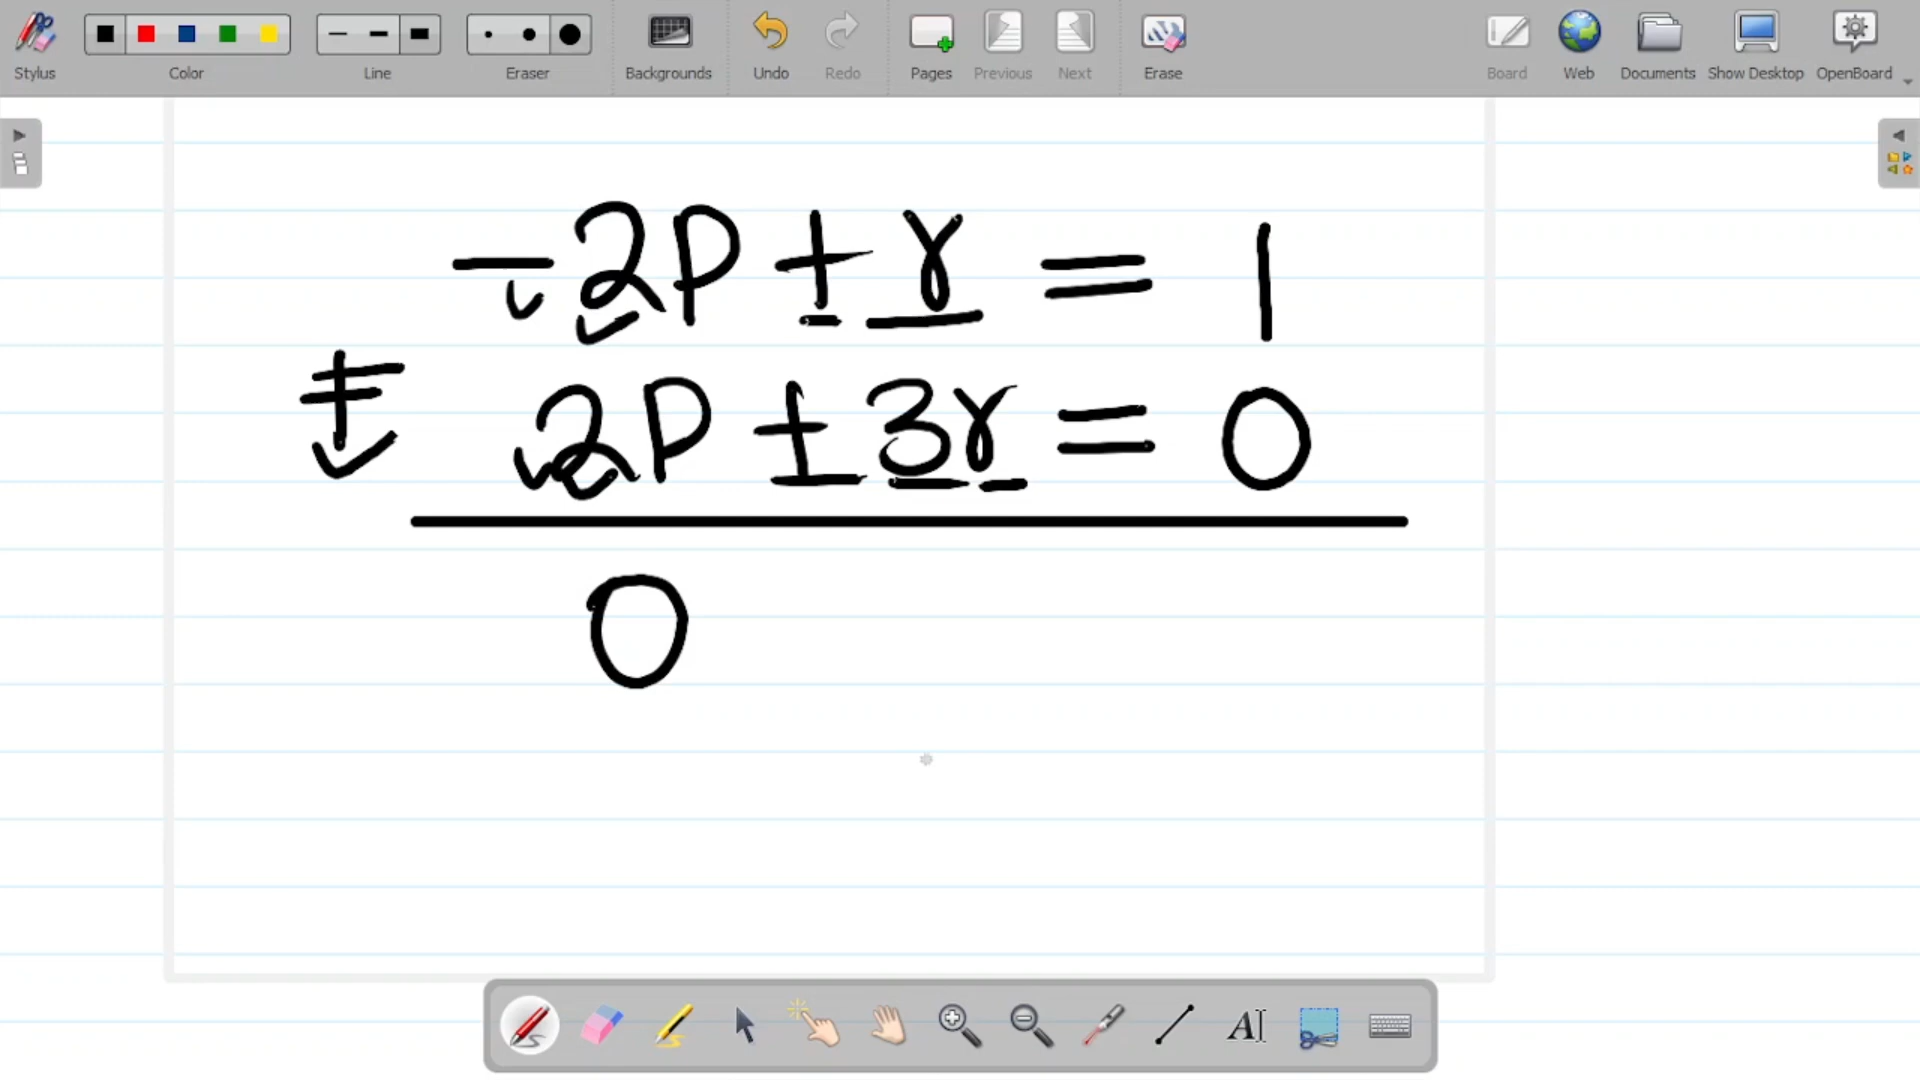 Stylus Color Line Eraser Backgrounds Undo Redo Pages Previous Next Erase Board Web Documents Show Desktop OpenBoard
-2p + r = 1
+ 2p + 3r = 0
0